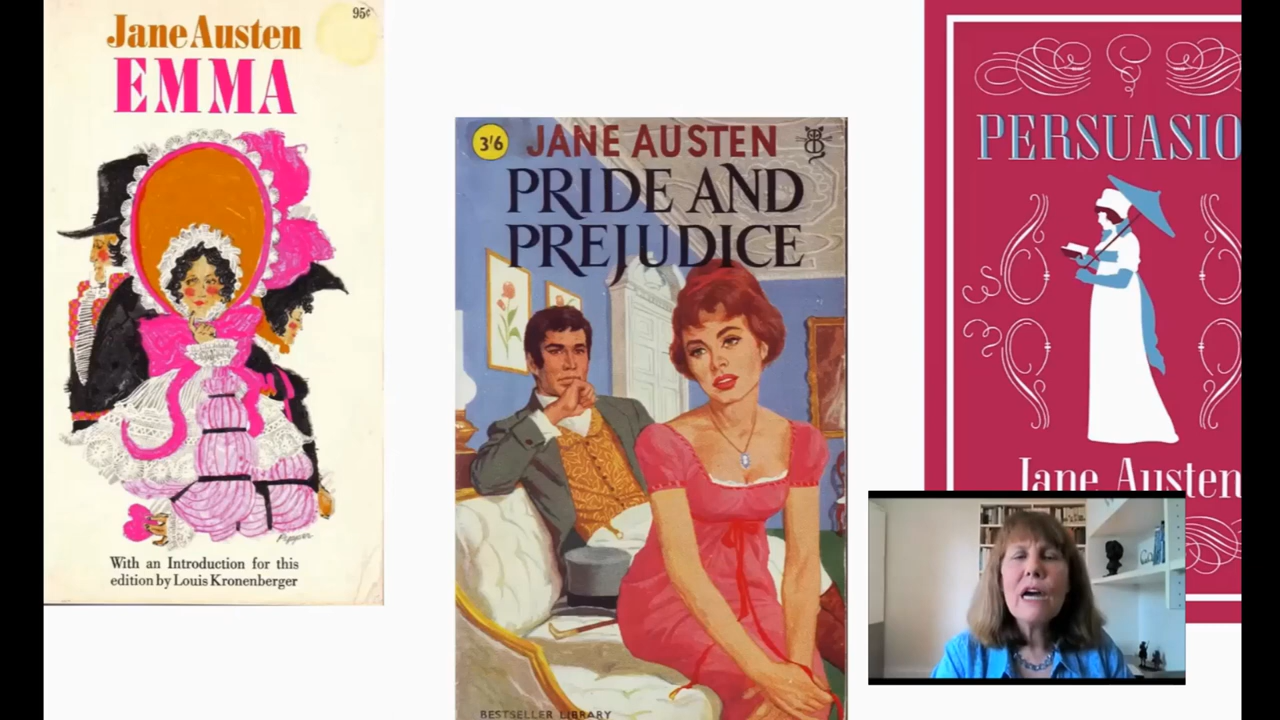 95¢
Jane Austen
EMMA
Pepper
With an Introduction for this
edition by Louis Kronenberger
3'6
JANE AUSTEN
PRIDE AND
PREJUDICE
BESTSELLER LIBRARY
PERSUASIO
Jane Austen